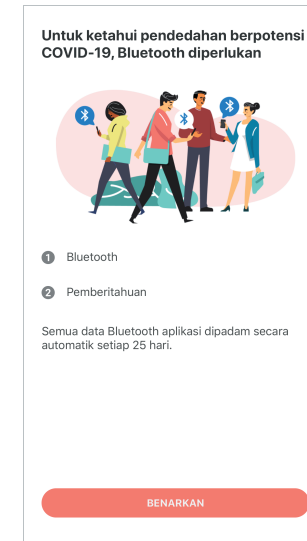 Untuk ketahui pendedahan berpotensi
COVID-19, Bluetooth diperlukan
1 Bluetooth
2 Pemberitahuan
Semua data Bluetooth aplikasi dipadam secara
automatik setiap 25 hari.
BENARKAN